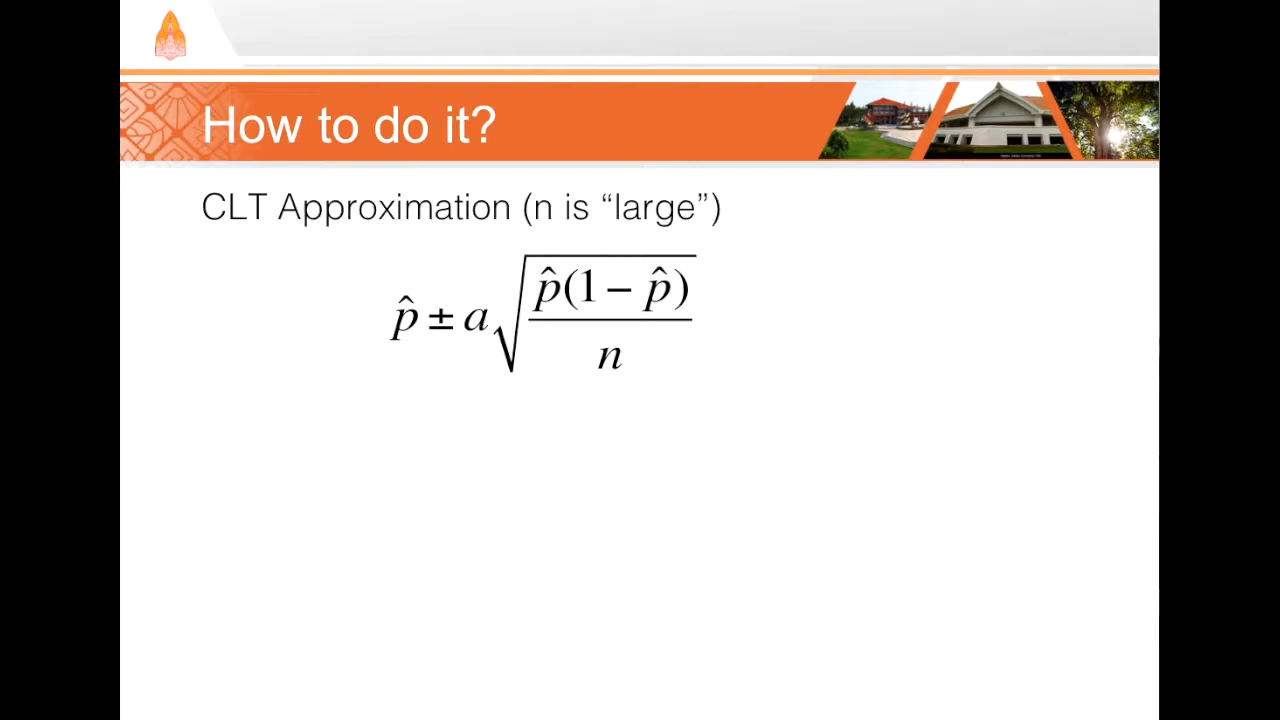 How to do it?
CLT Approximation (n is “large”)
p̂ ± a√(p̂(1 − p̂)/n)